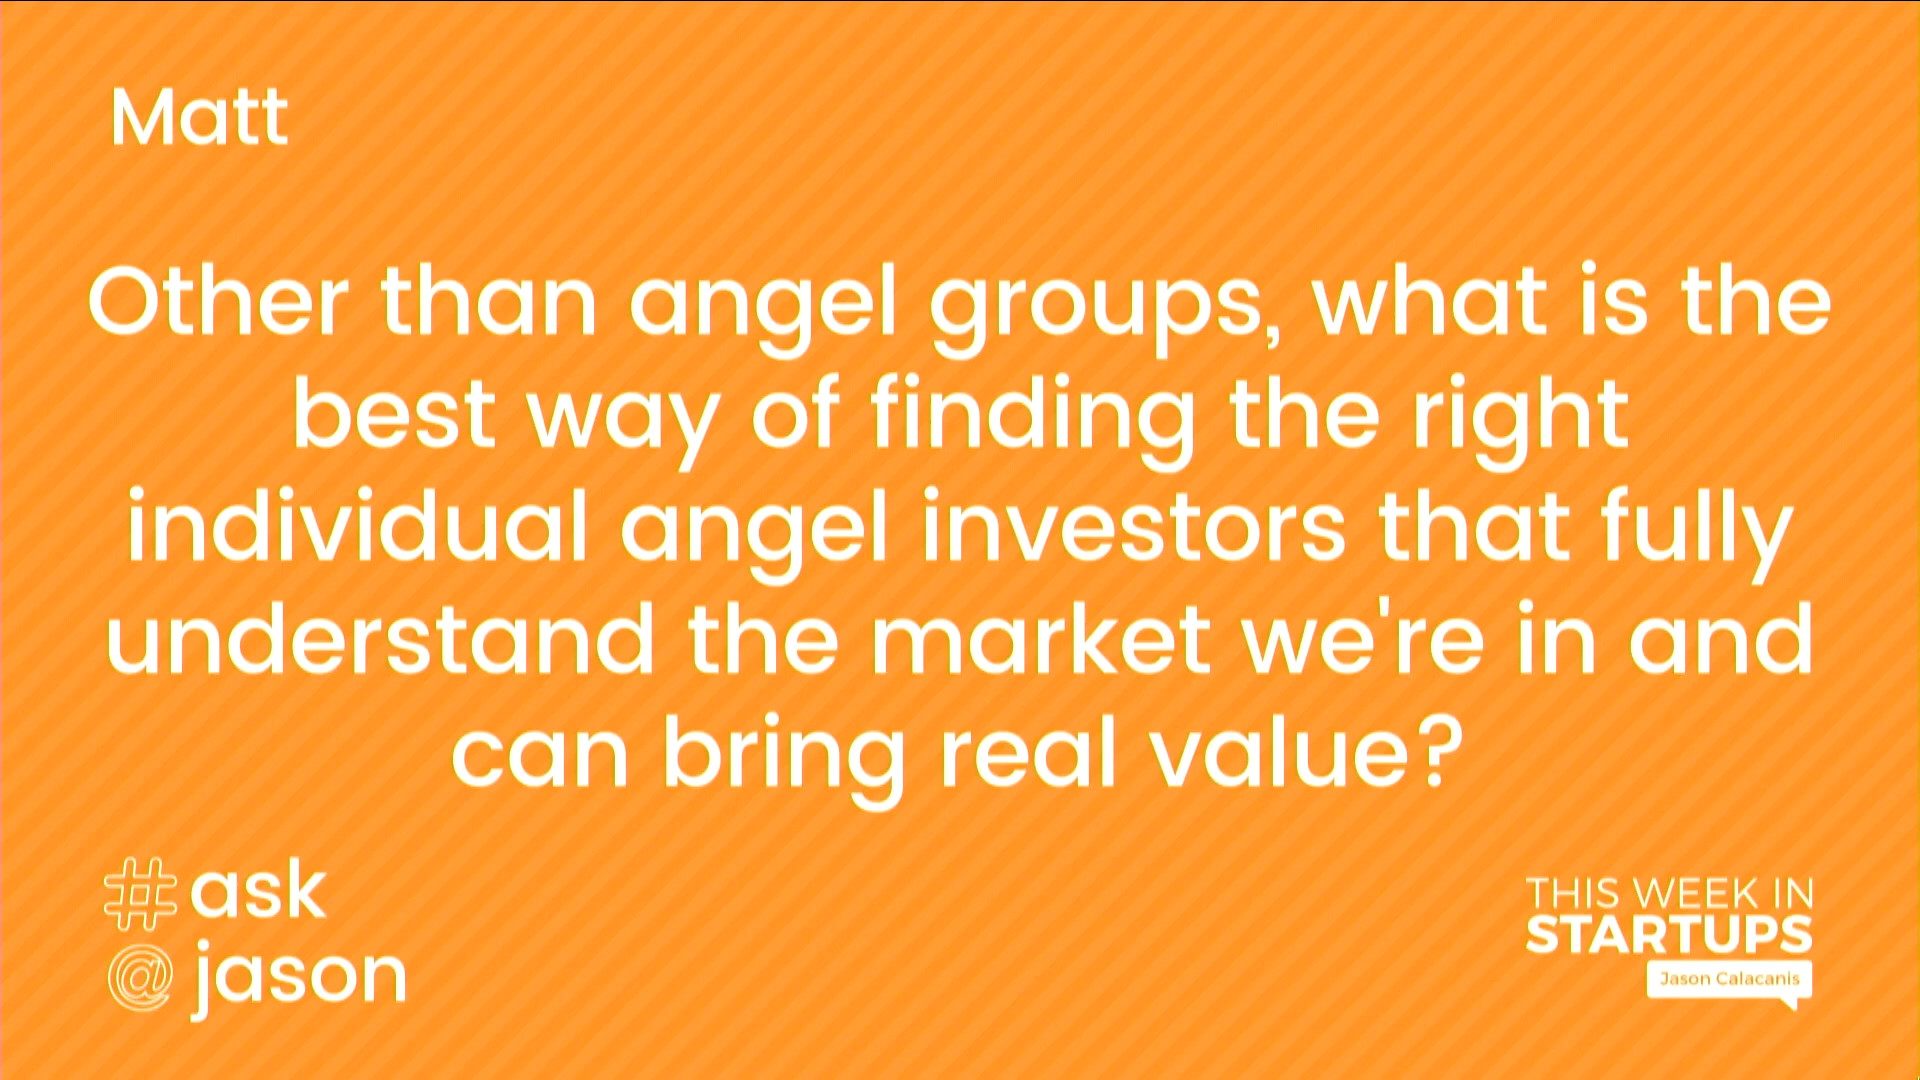 Matt
Other than angel groups, what is the
best way of finding the right
individual angel investors that fully
understand the market we're in and
can bring real value?
#ask
@jason
THIS WEEK IN
STARTUPS
Jason Calacanis